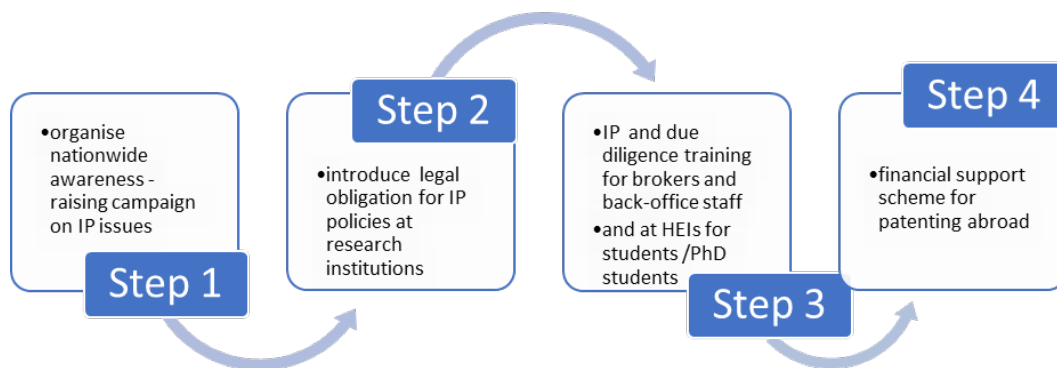 •organise
nationwide
awareness -
raising campaign
on IP issues
Step 1
Step 2
•introduce legal
obligation for IP
policies at
research
institutions
•IP and due
diligence training
for brokers and
back-office staff
•and at HEIs for
students /PhD
students
Step 3
Step 4
•financial support
scheme for
patenting abroad